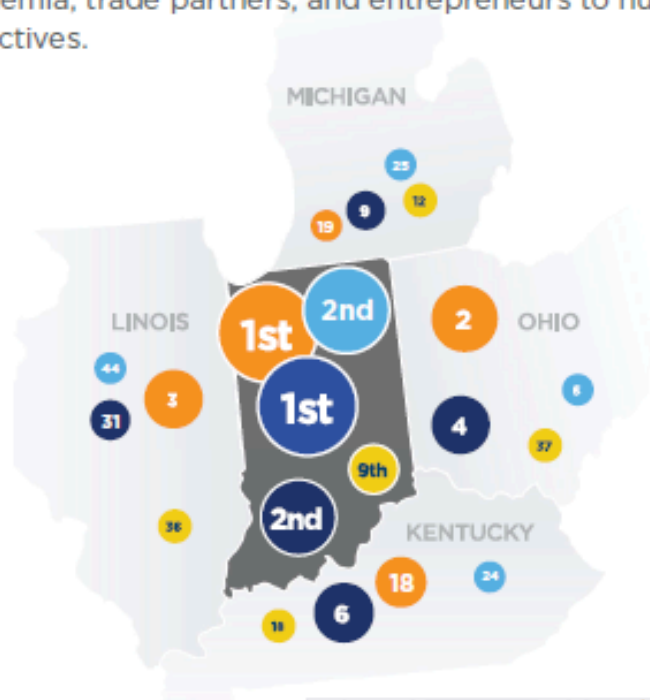 emia, trade partners, and entrepreneurs to nu
ctives.
MICHIGAN
25
12
9
19
LINOIS
44
3
31
36
1st
2nd
1st
9th
2nd
2
OHIO
6
4
37
KENTUCKY
18
24
6